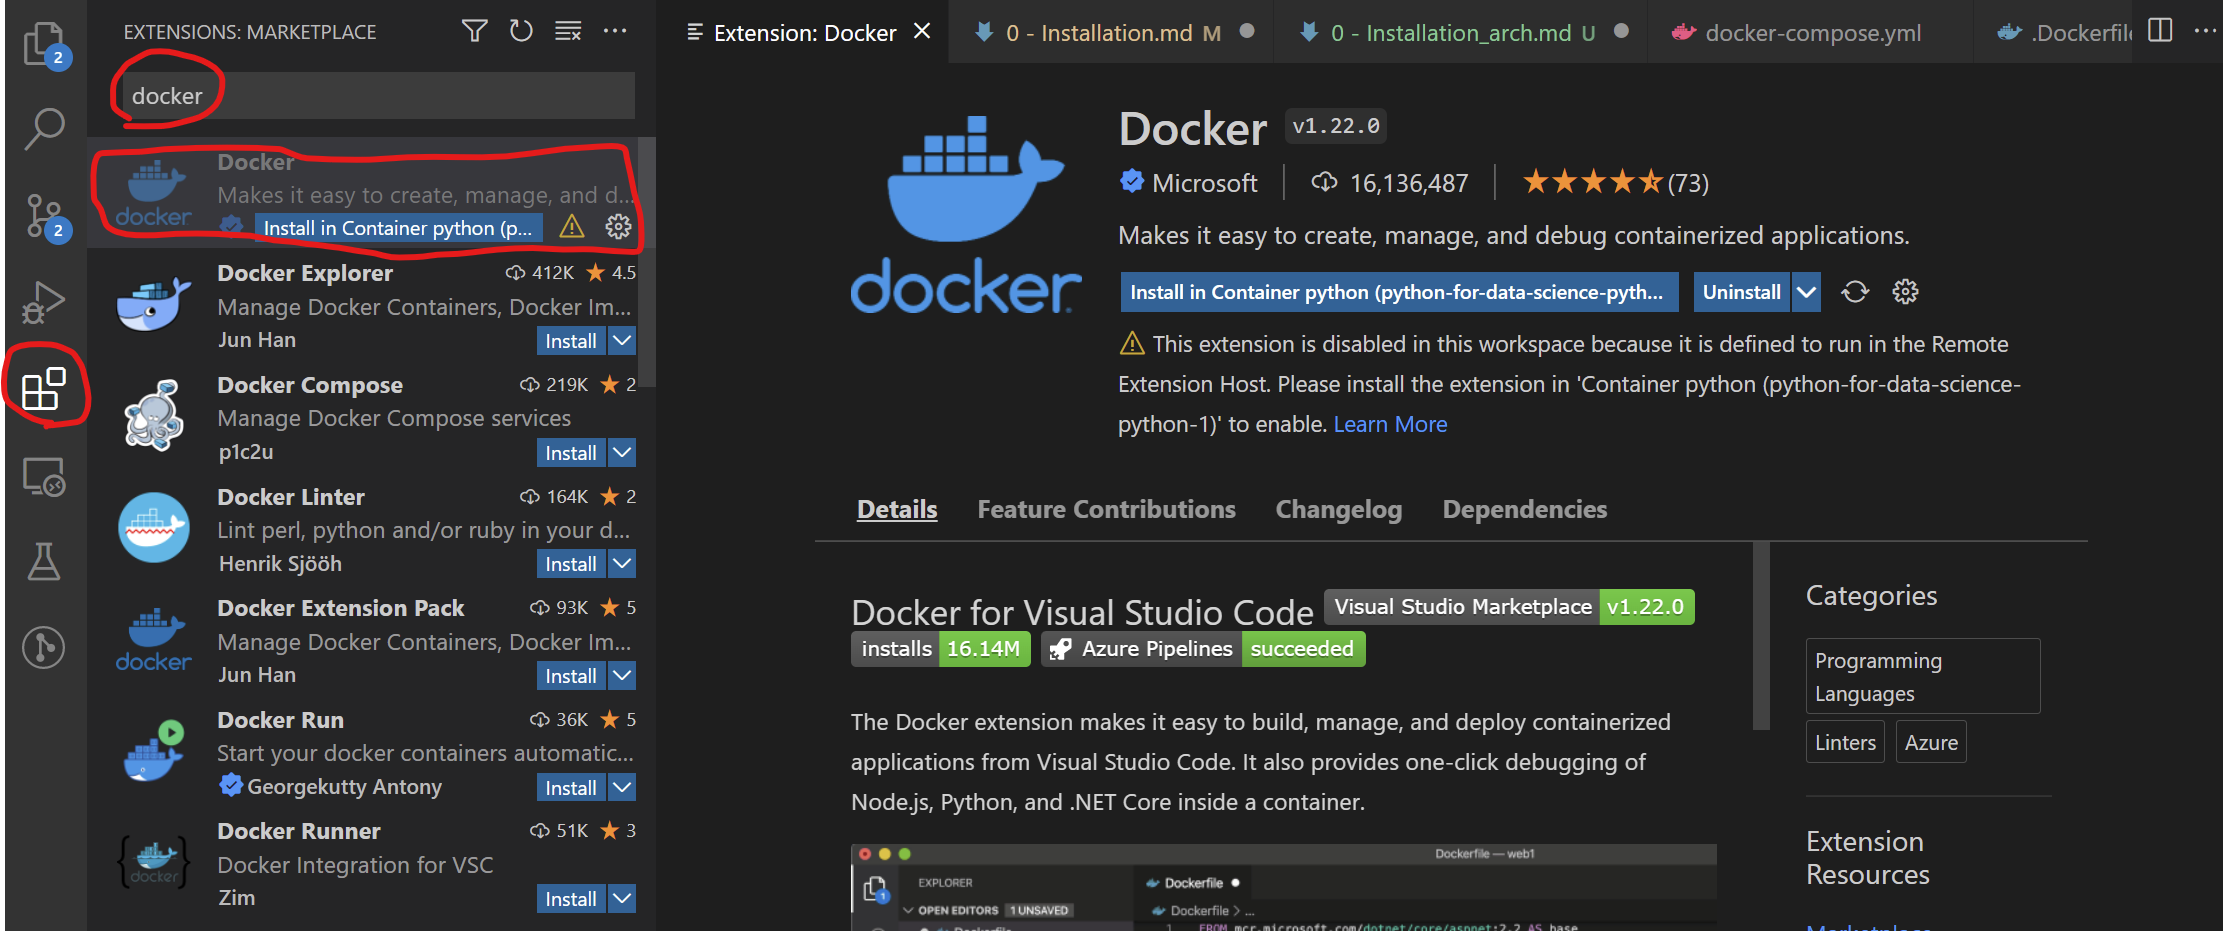 EXTENSIONS: MARKETPLACE
2
docker
2
Docker
Makes it easy to create, manage, and d...
docker
Install in Container python (p...
Docker Explorer 412K 4.5
Manage Docker Containers, Docker Im...
Jun Han Install
Docker Compose 219K 2
Manage Docker Compose services
p1c2u Install
Docker Linter 164K 2
Lint perl, python and/or ruby in your d...
Henrik Sjööh Install
Docker Extension Pack 93K 5
Manage Docker Containers, Docker Im...
docker
Jun Han Install
Docker Run 36K 5
Start your docker containers automatic...
Georgekutty Antony Install
Docker Runner 51K 3
Docker Integration for VSC
docker
Zim Install
Extension: Docker 0 - Installation.md M 0 - Installation_arch.md U docker-compose.yml .Dockerfile
docker
Docker v1.22.0
Microsoft 16,136,487 (73)
Makes it easy to create, manage, and debug containerized applications.
Install in Container python (python-for-data-science-pyth... Uninstall
This extension is disabled in this workspace because it is defined to run in the Remote
Extension Host. Please install the extension in 'Container python (python-for-data-science-
python-1)' to enable. Learn More
Details Feature Contributions Changelog Dependencies
Docker for Visual Studio Code Visual Studio Marketplace v1.22.0
installs 16.14M Azure Pipelines succeeded
The Docker extension makes it easy to build, manage, and deploy containerized
applications from Visual Studio Code. It also provides one-click debugging of
Node.js, Python, and .NET Core inside a container.
Dockerfile — web1
1
EXPLORER
Dockerfile
OPEN EDITORS 1 UNSAVED
Dockerfile > ...
Dockerfile
1 FROM mcr.microsoft.com/dotnet/core/aspnet:2.2 AS base
Categories
Programming
Languages
Linters Azure
Extension
Resources
Marketplace